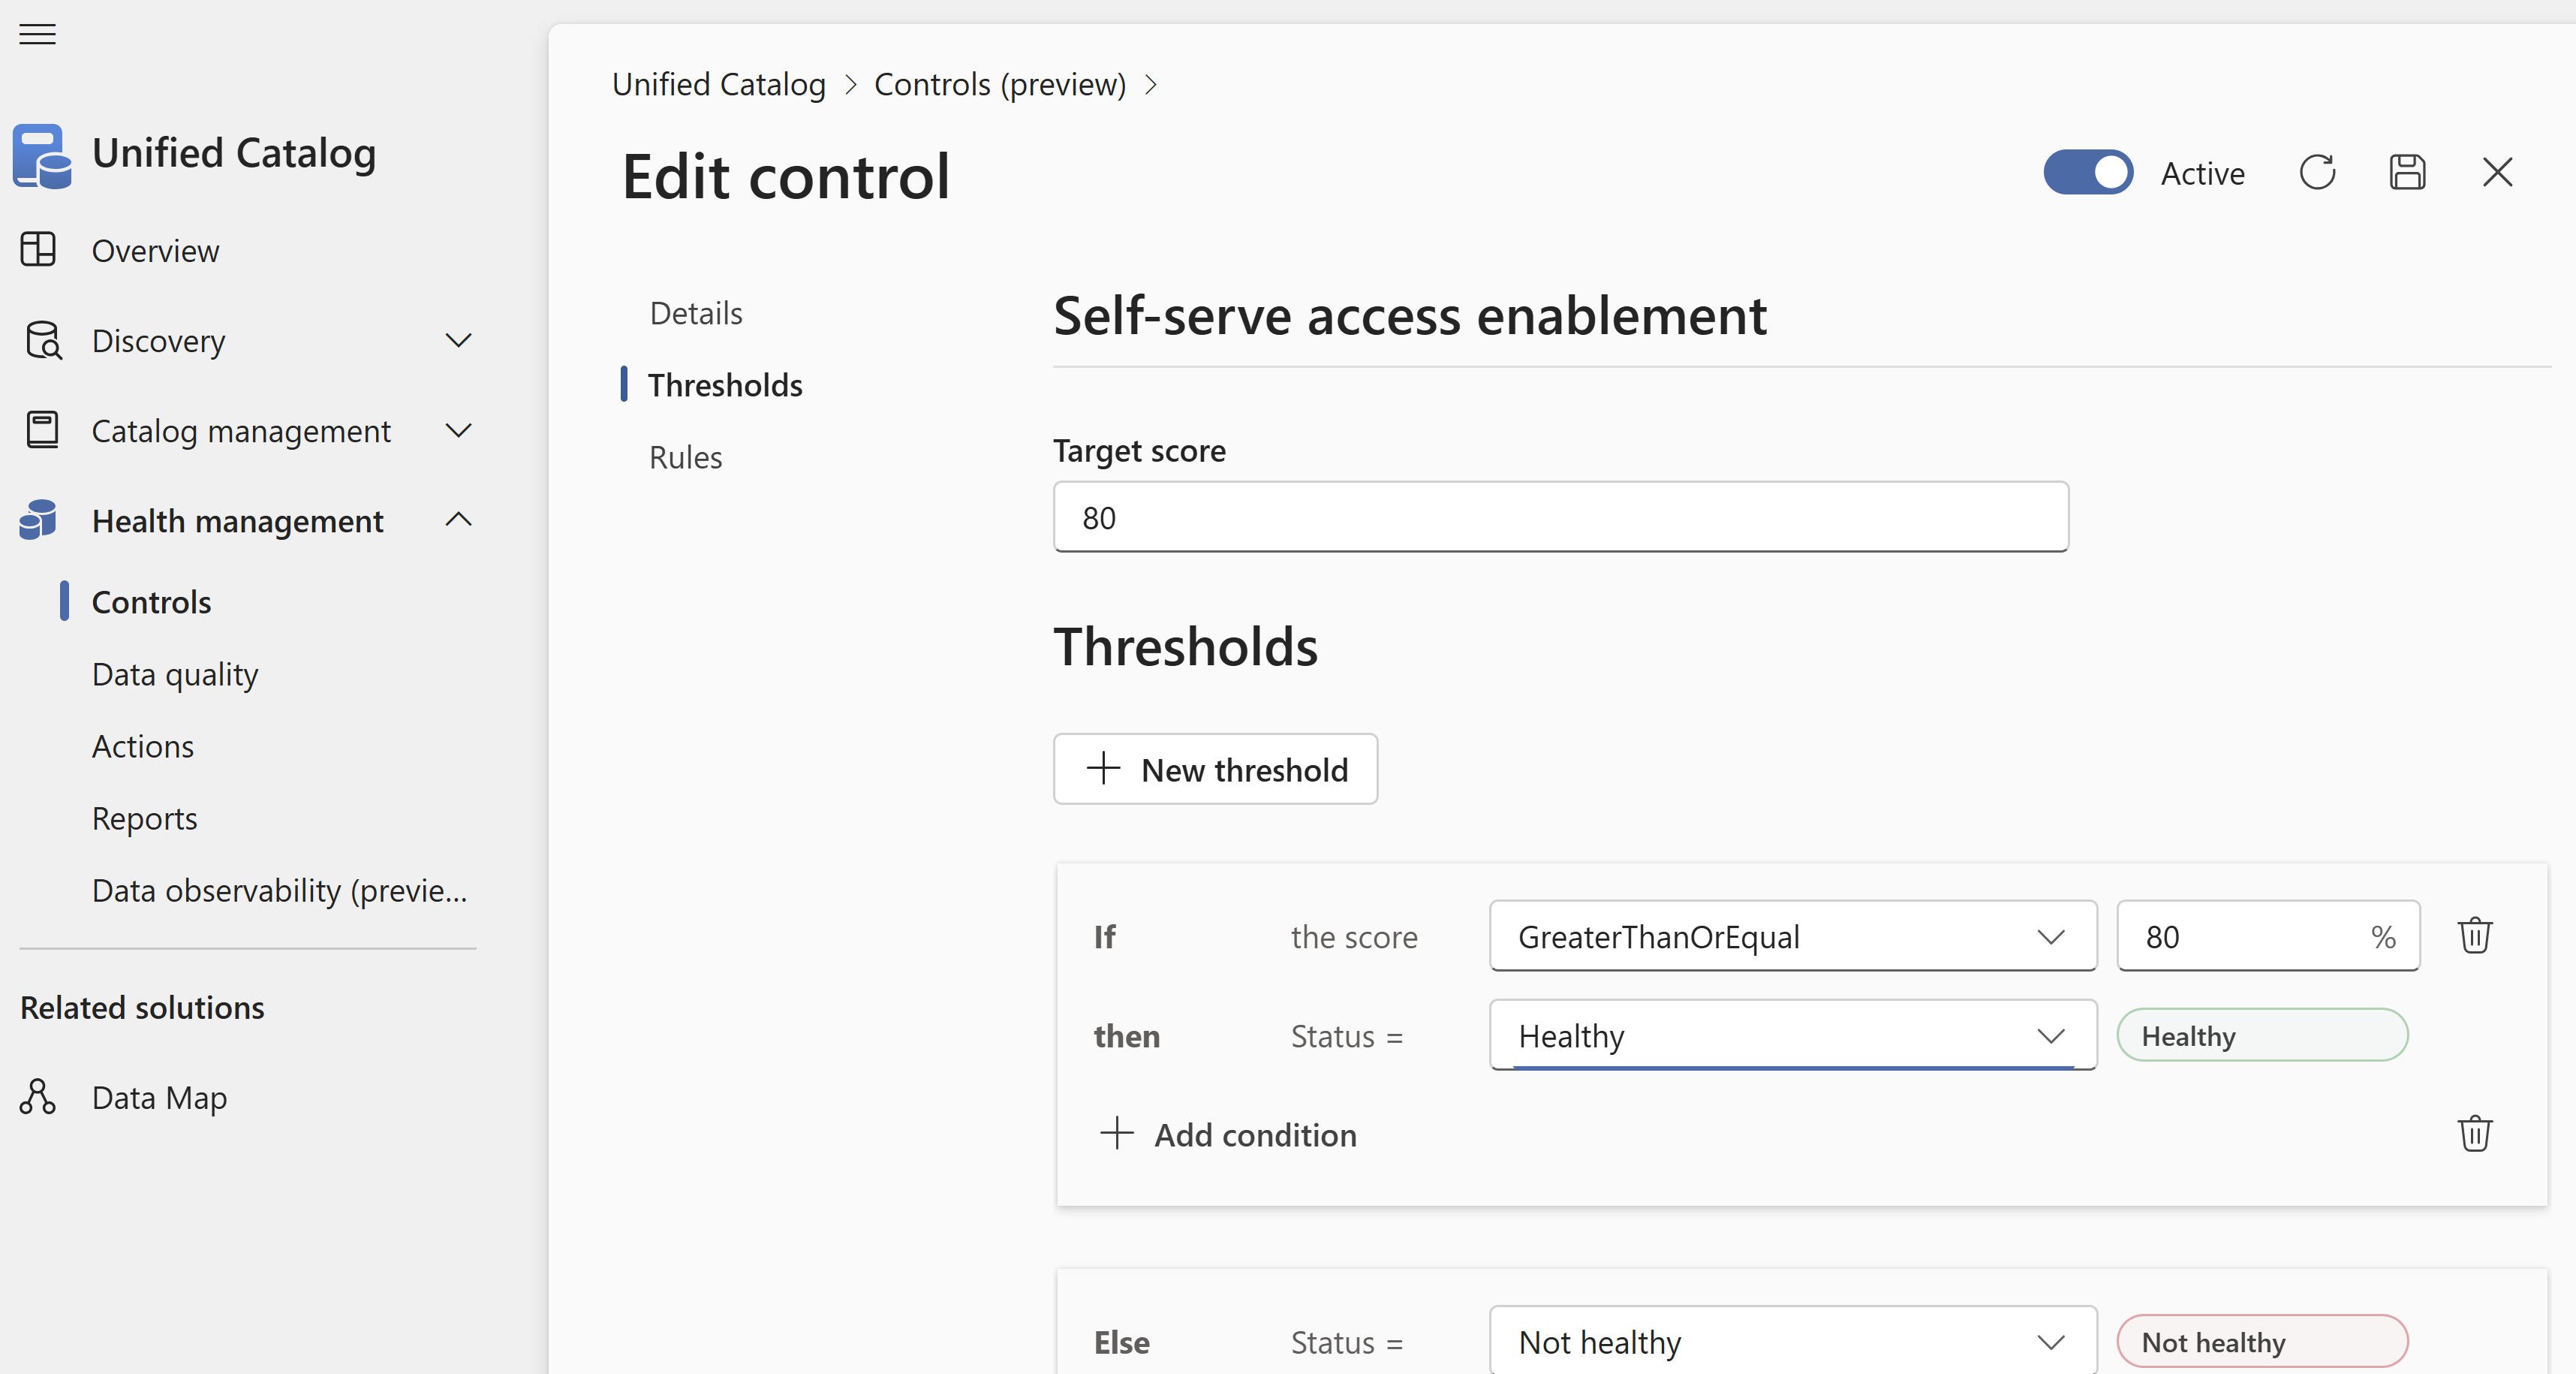 Unified Catalog
Overview
Discovery
Catalog management
Health management
Controls
Data quality
Actions
Reports
Data observability (previe...
Related solutions
Data Map
Unified Catalog > Controls (preview) >
Edit control
Active
Details
Thresholds
Rules
Self-serve access enablement
Target score
80
Thresholds
New threshold
If the score GreaterThanOrEqual 80 %
then Status = Healthy Healthy
Add condition
Else Status = Not healthy Not healthy